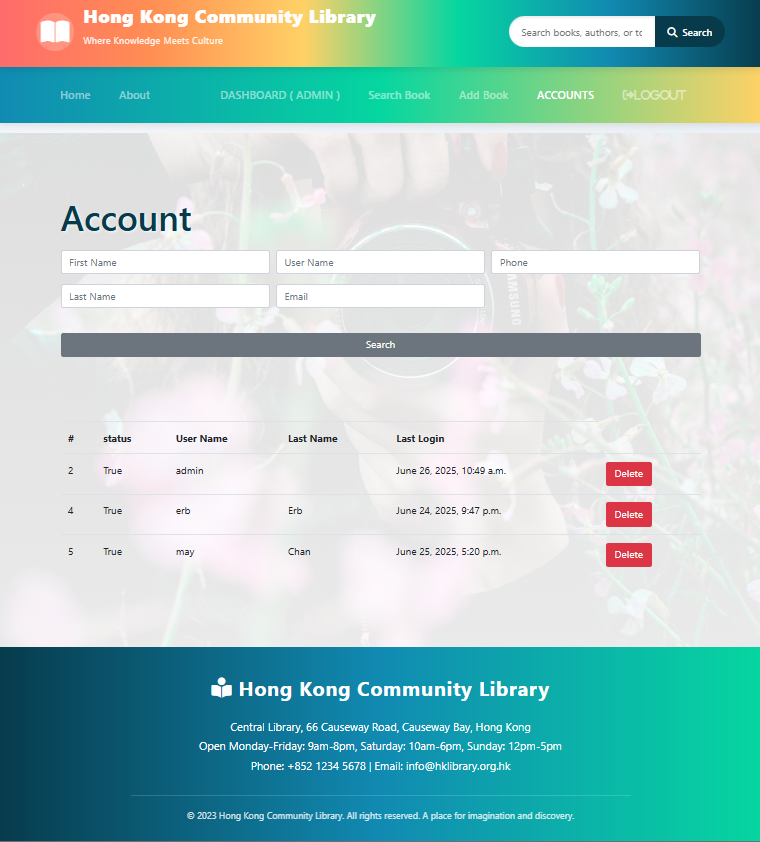 Hong Kong Community Library
Where Knowledge Meets Culture
Search books, authors, or to
Search
Home About DASHBOARD ( ADMIN ) Search Book Add Book ACCOUNTS LOGOUT
Account
First Name User Name Phone
Last Name Email
Search
SAMSUNG
# status User Name Last Name Last Login
2 True admin June 26, 2025, 10:49 a.m. Delete
4 True erb Erb June 24, 2025, 9:47 p.m. Delete
5 True may Chan June 25, 2025, 5:20 p.m. Delete
Hong Kong Community Library
Central Library, 66 Causeway Road, Causeway Bay, Hong Kong
Open Monday-Friday: 9am-8pm, Saturday: 10am-6pm, Sunday: 12pm-5pm
Phone: +852 1234 5678 | Email: info@hklibrary.org.hk
© 2023 Hong Kong Community Library. All rights reserved. A place for imagination and discovery.